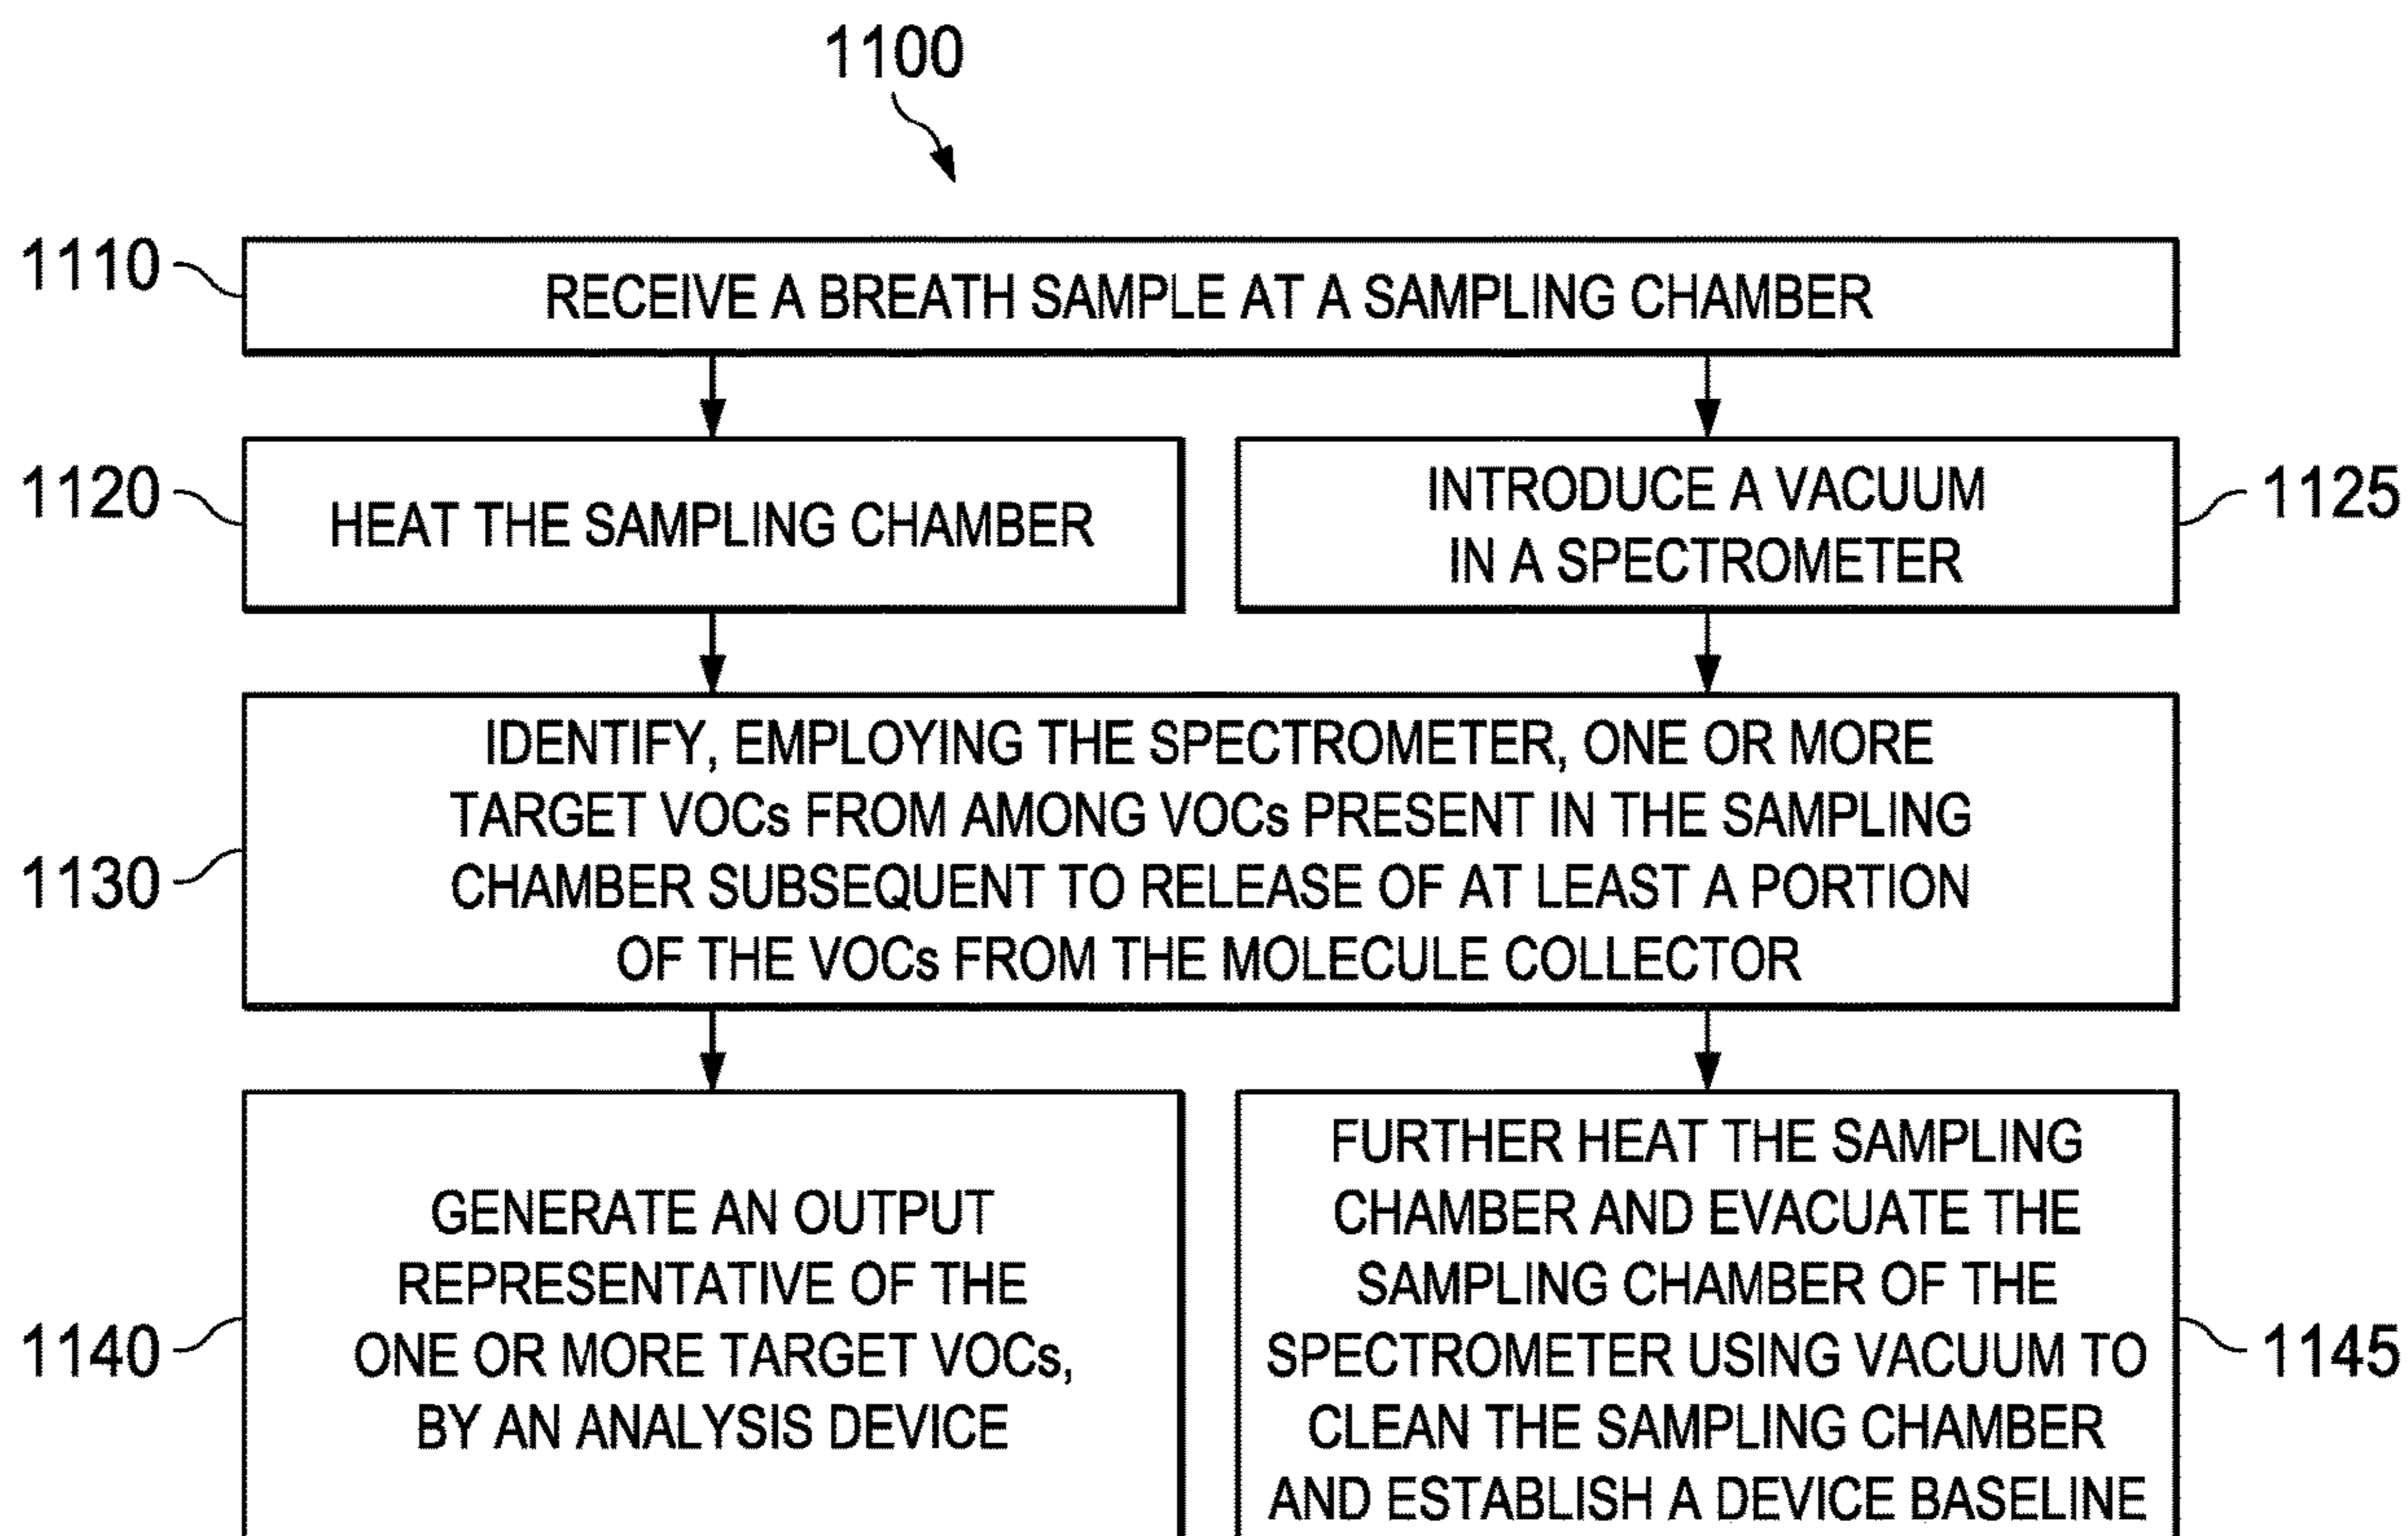 1100
1110
RECEIVE A BREATH SAMPLE AT A SAMPLING CHAMBER
1120
HEAT THE SAMPLING CHAMBER
INTRODUCE A VACUUM
IN A SPECTROMETER
1125
1130
IDENTIFY, EMPLOYING THE SPECTROMETER, ONE OR MORE
TARGET VOCs FROM AMONG VOCs PRESENT IN THE SAMPLING
CHAMBER SUBSEQUENT TO RELEASE OF AT LEAST A PORTION
OF THE VOCs FROM THE MOLECULE COLLECTOR
1140
GENERATE AN OUTPUT
REPRESENTATIVE OF THE
ONE OR MORE TARGET VOCs,
BY AN ANALYSIS DEVICE
FURTHER HEAT THE SAMPLING
CHAMBER AND EVACUATE THE
SAMPLING CHAMBER OF THE
SPECTROMETER USING VACUUM TO
CLEAN THE SAMPLING CHAMBER
AND ESTABLISH A DEVICE BASELINE
1145